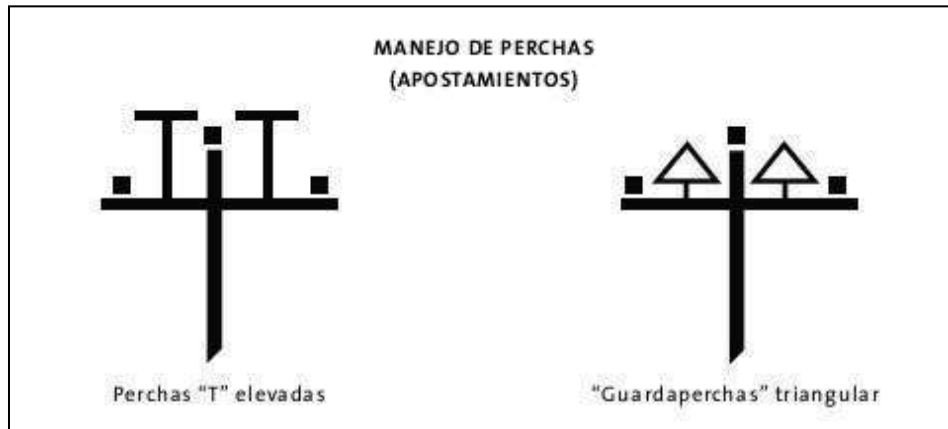 MANEJO DE PERCHAS
(APOSTAMIENTOS)
Perchas “T” elevadas
“Guardaperchas” triangular